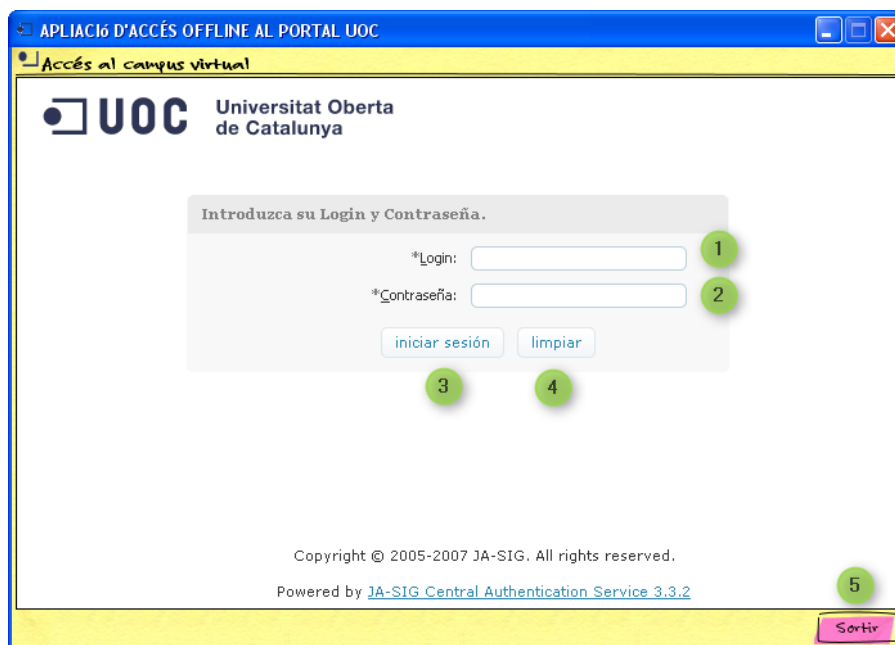 APLIACIÓ D'ACCÉS OFFLINE AL PORTAL UOC
Accés al campus virtual
UOC Universitat Oberta
de Catalunya
Introduzca su Login y Contraseña.
*Login: 1
*Contraseña: 2
iniciar sesión limpiar
3 4
Copyright © 2005-2007 JA-SIG. All rights reserved.
Powered by JA-SIG Central Authentication Service 3.3.2
5
Sortir